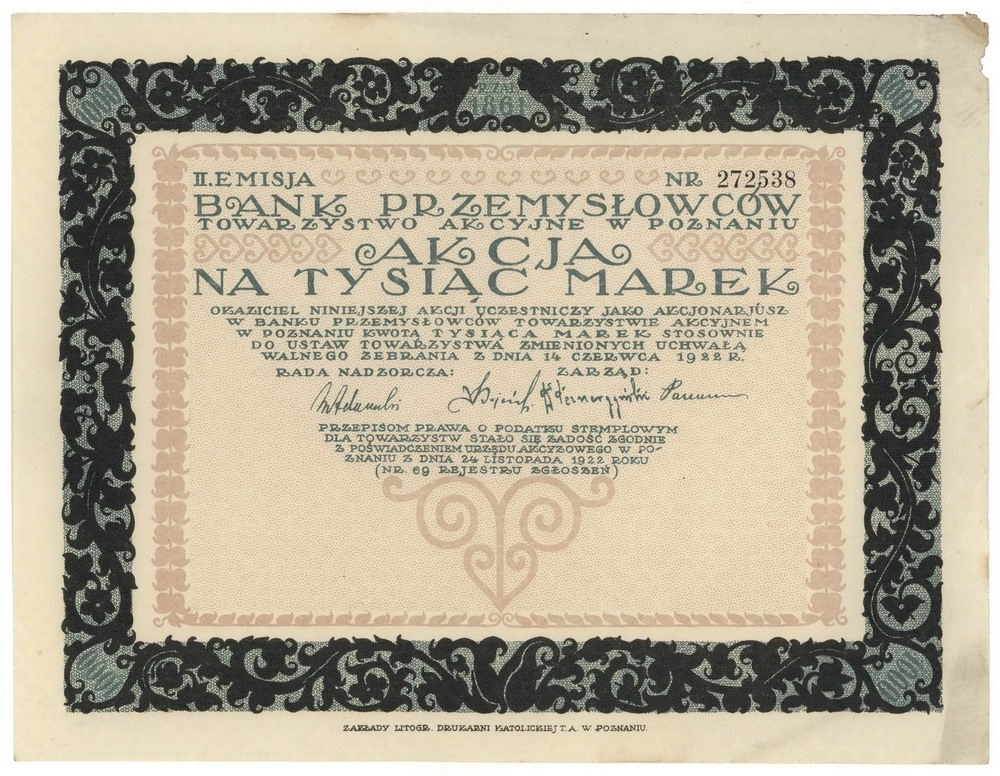 R. ZAŁ.
1861
II. EMISJA NR 272538
BANK PRZEMYSŁOWCÓW
TOWARZYSTWO AKCYJNE W POZNANIU
AKCJA
NA TYSIĄC MAREK
OKAZICIEL NINIEJSZEJ AKCJI UCZESTNICZY JAKO AKCJONARJUSZ
W BANKU PRZEMYSŁOWCÓW TOWARZYSTWIE AKCYJNEM
W POZNANIU KWOTĄ TYSIĄCA MAREK STOSOWNIE
DO USTAW TOWARZYSTWA ZMIENIONYCH UCHWAŁĄ
WALNEGO ZEBRANIA Z DNIA 14 CZERWCA 1922 R.
RADA NADZORCZA: ZARZĄD:
PRZEPISOM PRAWA O PODATKU STEMPLOWYM
DLA TOWARZYSTW STAŁO SIĘ ZADOŚĆ ZGODNIE
Z POŚWIADCZENIEM URZĘDU AKCYZOWEGO W PO-
ZNANIU Z DNIA 24 LISTOPADA 1922 ROKU
(NR. 69 REJESTRU ZGŁOSZEŃ)
ZAKŁADY LITOGR. DRUKARNI KATOLICKIEJ T. A. W POZNANIU.